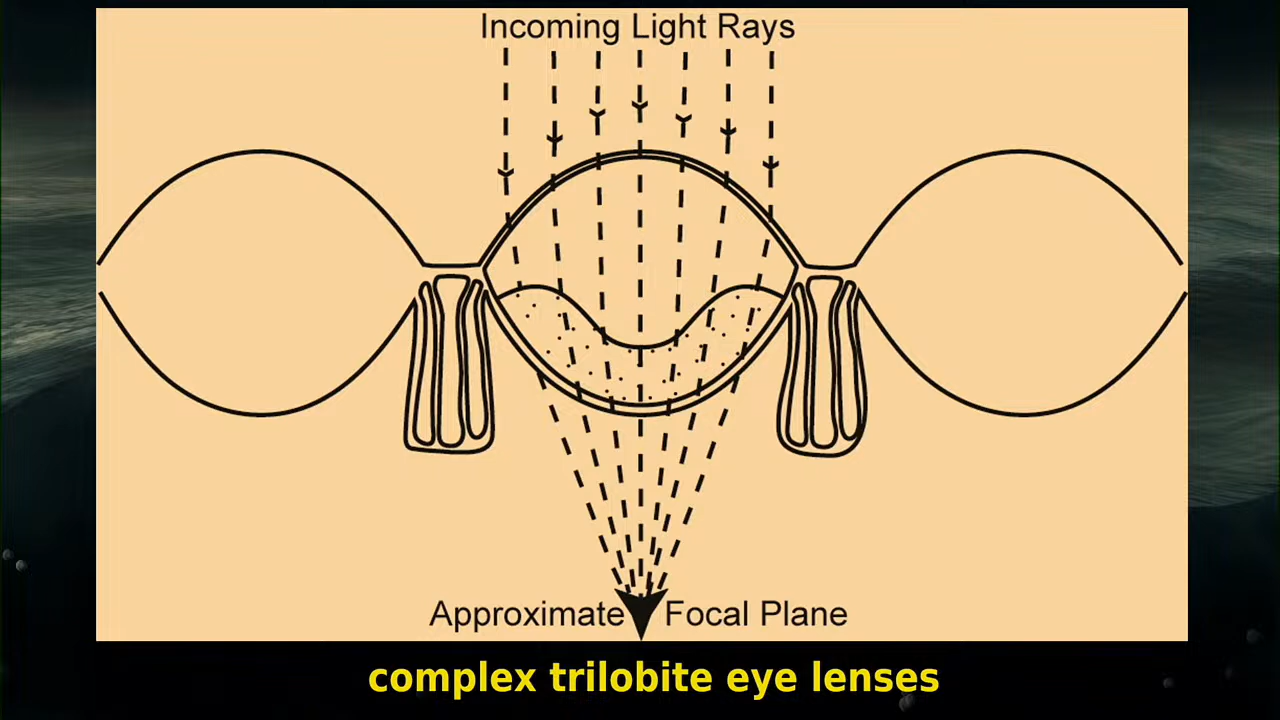 Incoming Light Rays
Approximate Focal Plane
complex trilobite eye lenses